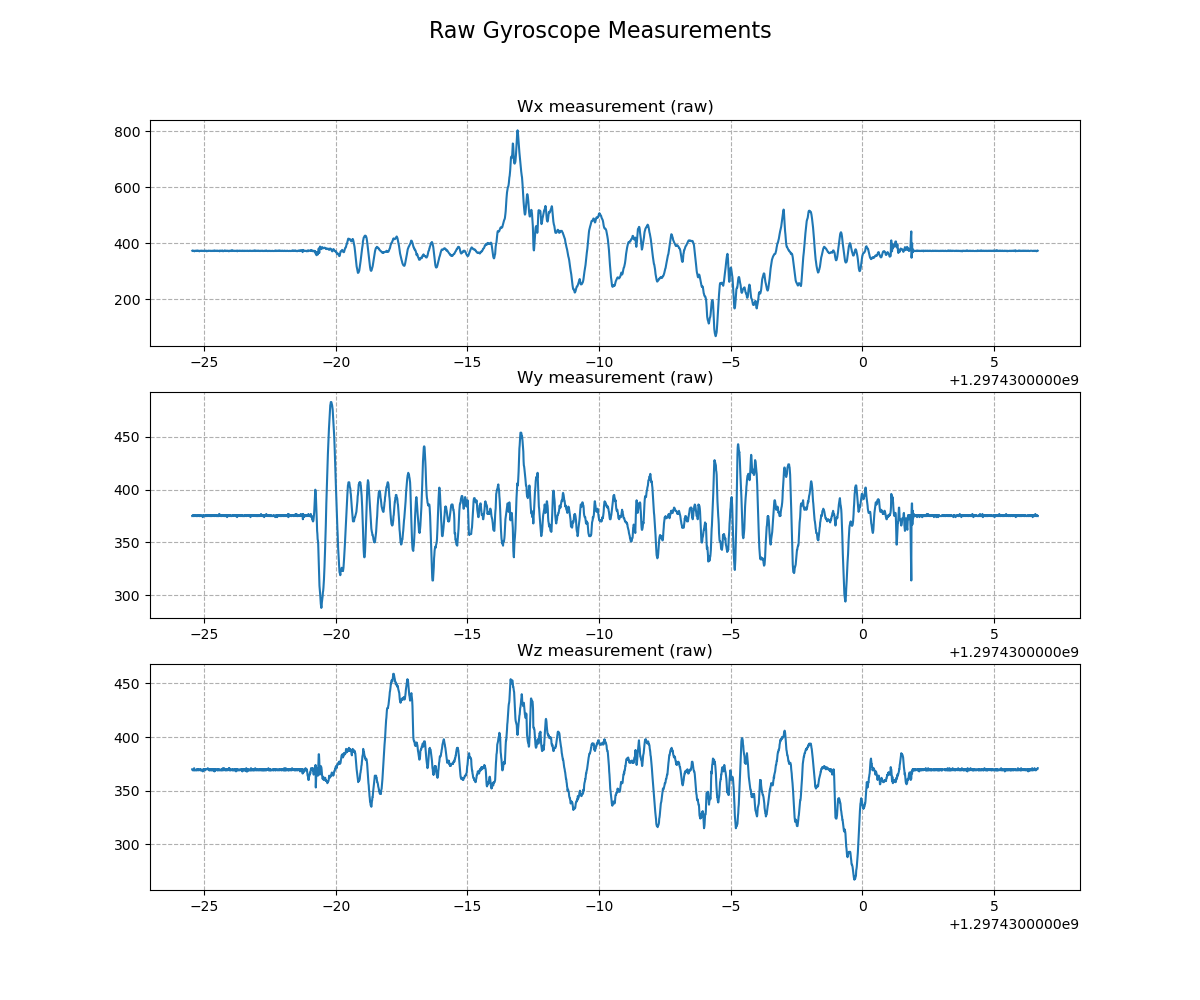 Raw Gyroscope Measurements
Wx measurement (raw)
800
600
400
200
−25 −20 −15 −10 −5 0 5
+1.2974300000e9
Wy measurement (raw)
450
400
350
300
−25 −20 −15 −10 −5 0 5
+1.2974300000e9
Wz measurement (raw)
450
400
350
300
−25 −20 −15 −10 −5 0 5
+1.2974300000e9